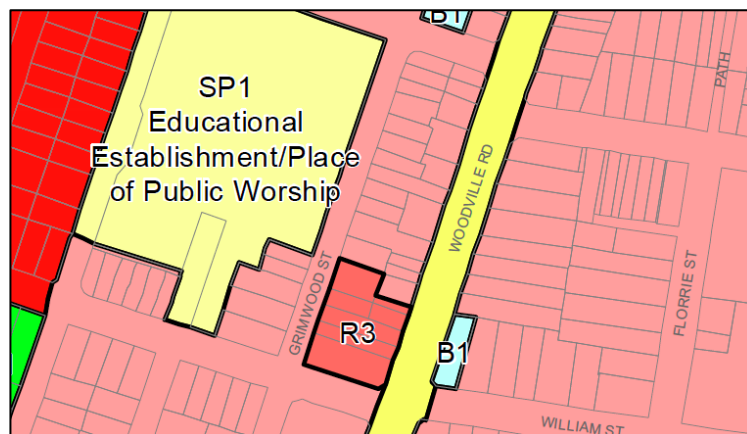 B1
SP1
Educational
Establishment/Place
of Public Worship
PATH
WOODVILLE RD
GRIMWOOD ST
FLORRIE ST
R3
B1
WILLIAM ST